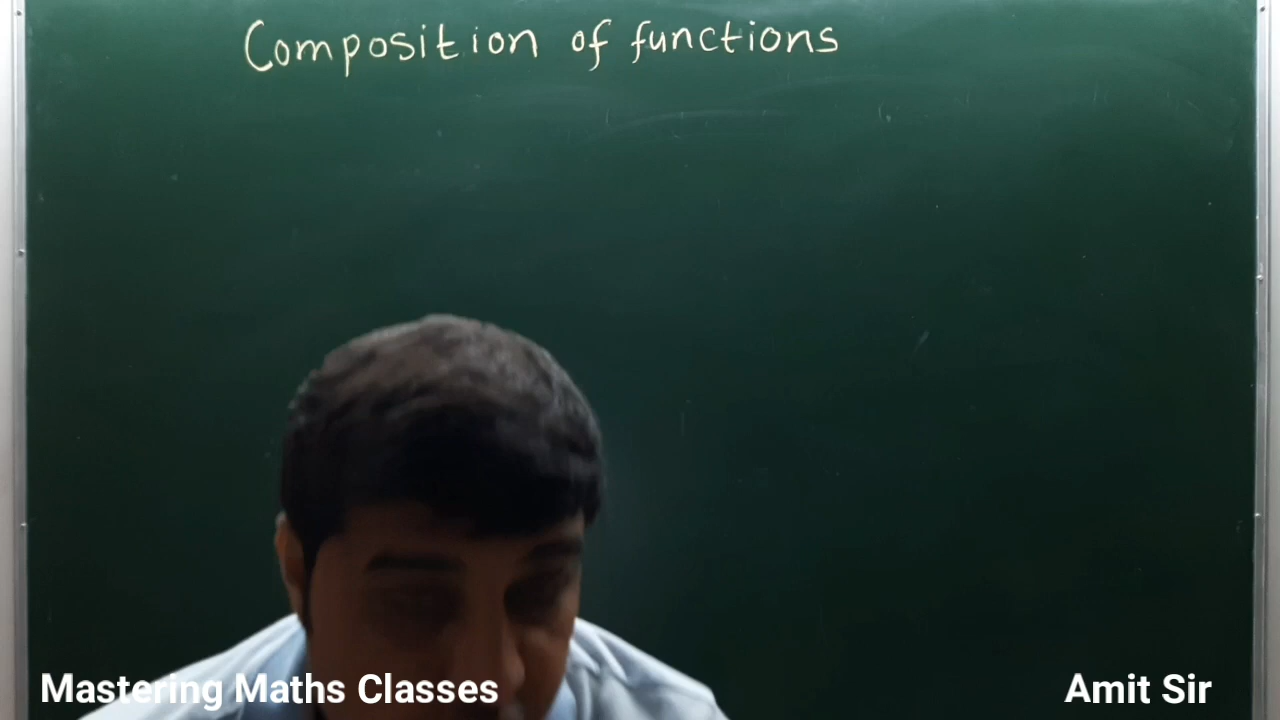 Composition of functions
Mastering Maths Classes
Amit Sir